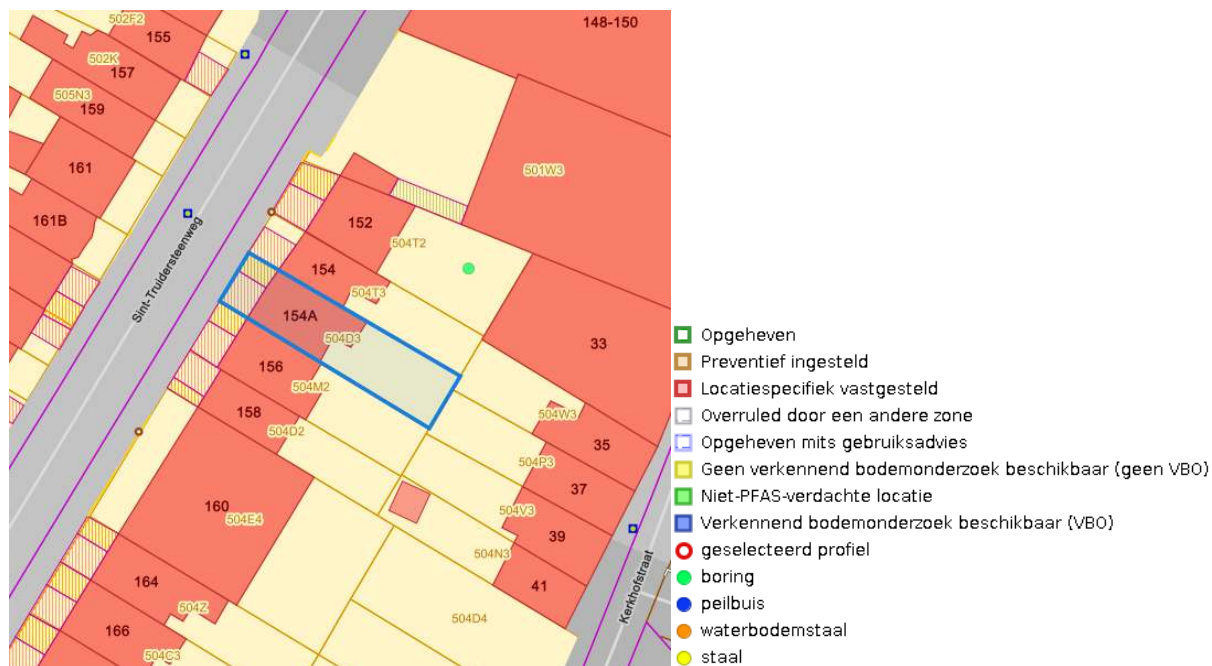 502F2
155
148-150
502K
157
505N3
159
161
501W3
161B
152
504T2
Sint-Truidersteenweg
154
504T3
154A
504D3
33
156
504M2
158
504D2
504W3
35
504P3
37
504V3
39
160
504E4
504N3
41
Kerkhofstraat
164
504Z
504D4
166
504C3
Opgeheven
Preventief ingesteld
Locatiespecifiek vastgesteld
Overruled door een andere zone
Opgeheven mits gebruiksadvies
Geen verkennend bodemonderzoek beschikbaar (geen VBO)
Niet-PFAS-verdachte locatie
Verkennend bodemonderzoek beschikbaar (VBO)
geselecteerd profiel
boring
peilbuis
waterbodemstaal
staal